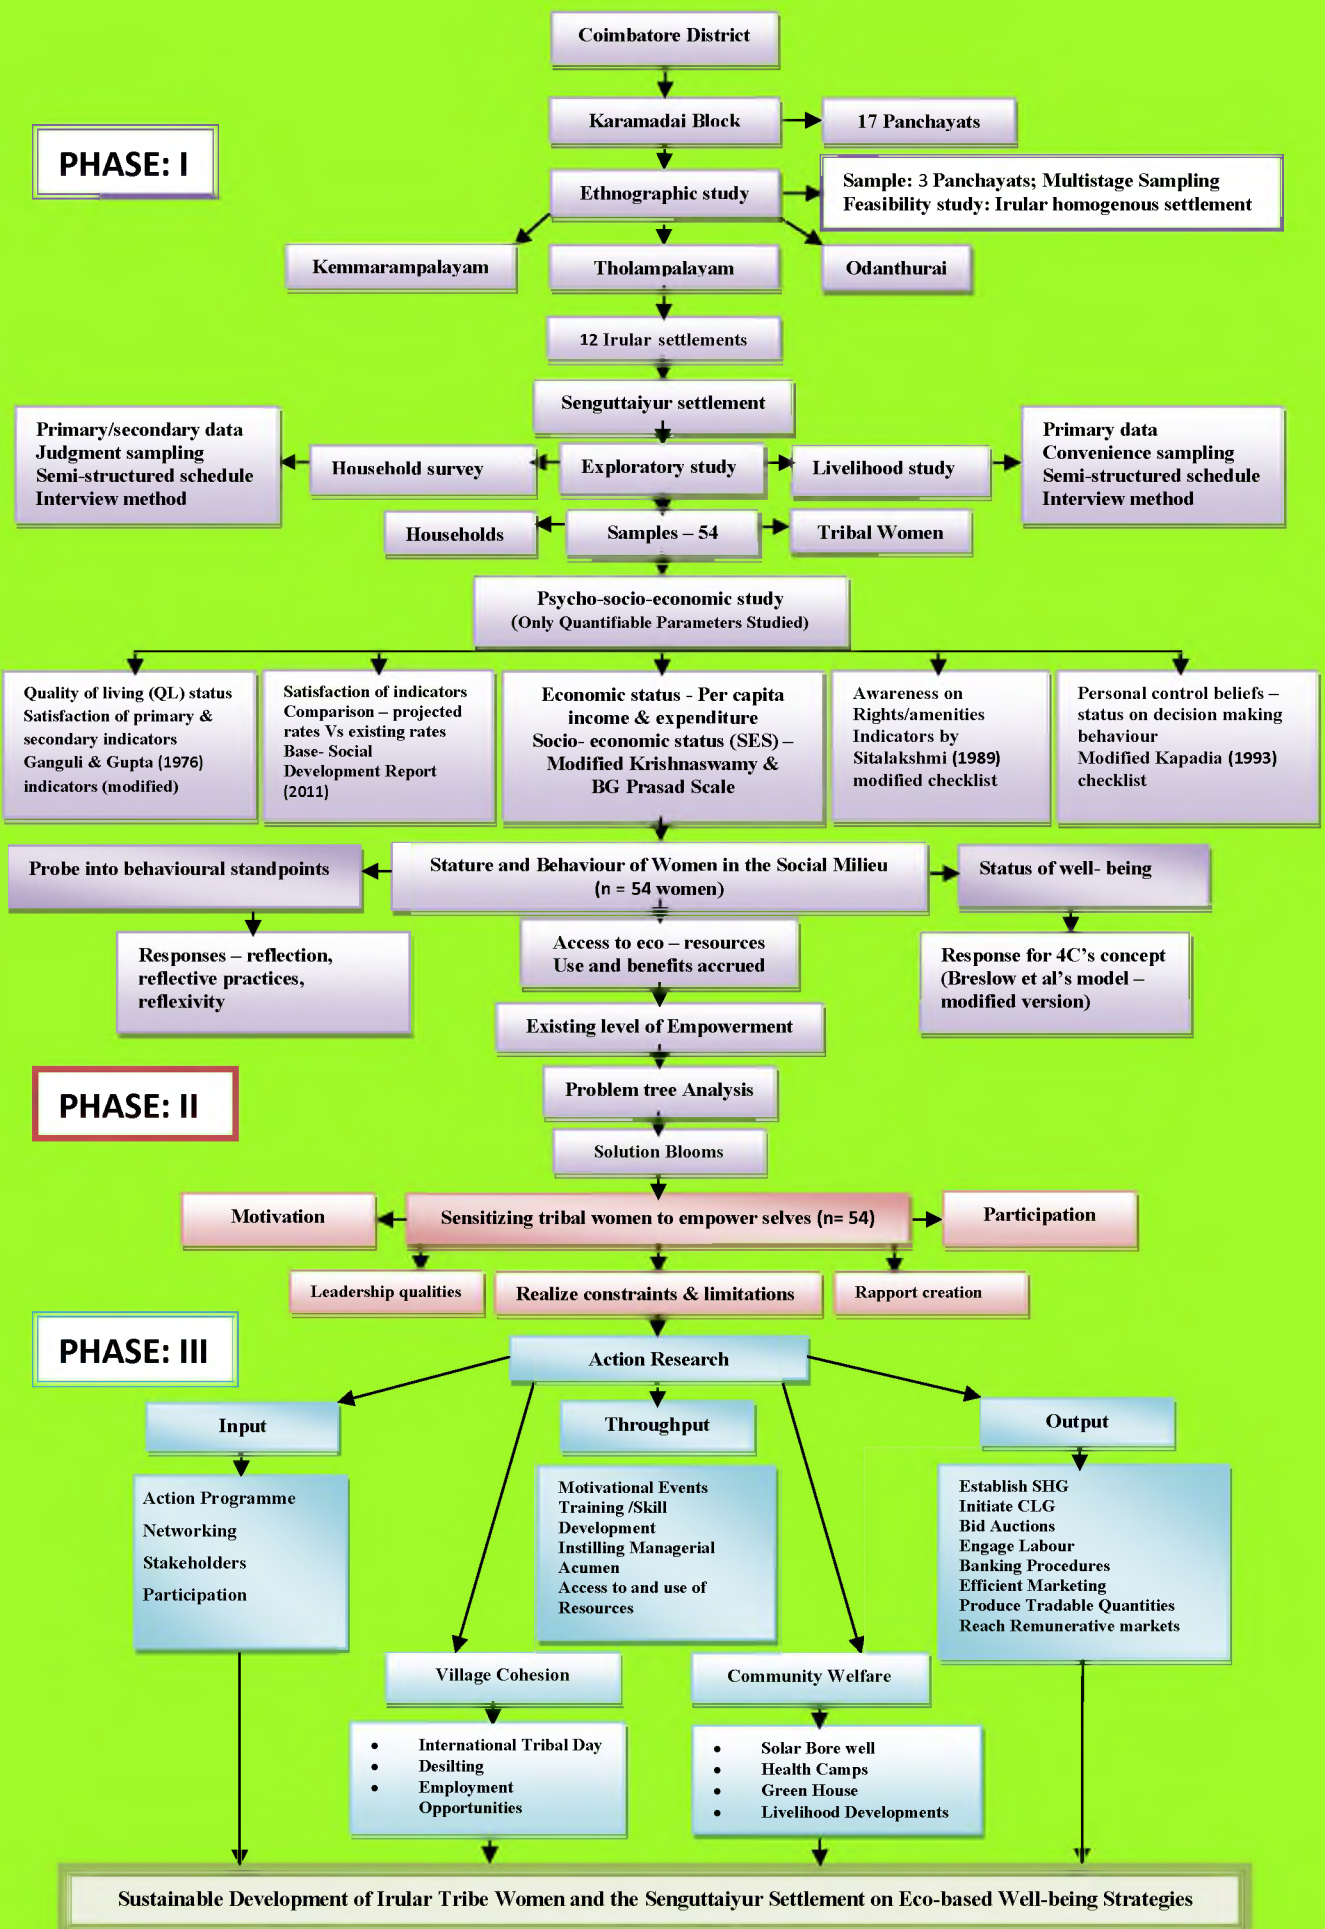 Coimbatore District
Karamadai Block
17 Panchayats
PHASE: I
Ethnographic study
Sample: 3 Panchayats; Multistage Sampling
Feasibility study: Irular homogenous settlement
Kemmarampalayam
Tholampalayam
Odanthurai
12 Irular settlements
Senguttaiyur settlement
Primary/secondary data
Judgment sampling
Semi-structured schedule
Interview method
Household survey
Exploratory study
Livelihood study
Primary data
Convenience sampling
Semi-structured schedule
Interview method
Households
Samples – 54
Tribal Women
Psycho-socio-economic study
(Only Quantifiable Parameters Studied)
Quality of living (QL) status
Satisfaction of primary &
secondary indicators
Ganguli & Gupta (1976)
indicators (modified)
Satisfaction of indicators
Comparison – projected
rates Vs existing rates
Base- Social
Development Report
(2011)
Economic status - Per capita
income & expenditure
Socio- economic status (SES) –
Modified Krishnaswamy &
BG Prasad Scale
Awareness on
Rights/amenities
Indicators by
Sitalakshmi (1989)
modified checklist
Personal control beliefs –
status on decision making
behaviour
Modified Kapadia (1993)
checklist
Probe into behavioural standpoints
Stature and Behaviour of Women in the Social Milieu
(n = 54 women)
Status of well- being
Responses – reflection,
reflective practices,
reflexivity
Access to eco – resources
Use and benefits accrued
Response for 4C's concept
(Breslow et al's model –
modified version)
Existing level of Empowerment
PHASE: II
Problem tree Analysis
Solution Blooms
Motivation
Sensitizing tribal women to empower selves (n= 54)
Participation
Leadership qualities
Realize constraints & limitations
Rapport creation
PHASE: III
Action Research
Input
Throughput
Output
Action Programme
Networking
Stakeholders
Participation
Motivational Events
Training /Skill
Development
Instilling Managerial
Acumen
Access to and use of
Resources
Establish SHG
Initiate CLG
Bid Auctions
Engage Labour
Banking Procedures
Efficient Marketing
Produce Tradable Quantities
Reach Remunerative markets
Village Cohesion
Community Welfare
• International Tribal Day
• Desilting
• Employment
Opportunities
• Solar Bore well
• Health Camps
• Green House
• Livelihood Developments
Sustainable Development of Irular Tribe Women and the Senguttaiyur Settlement on Eco-based Well-being Strategies